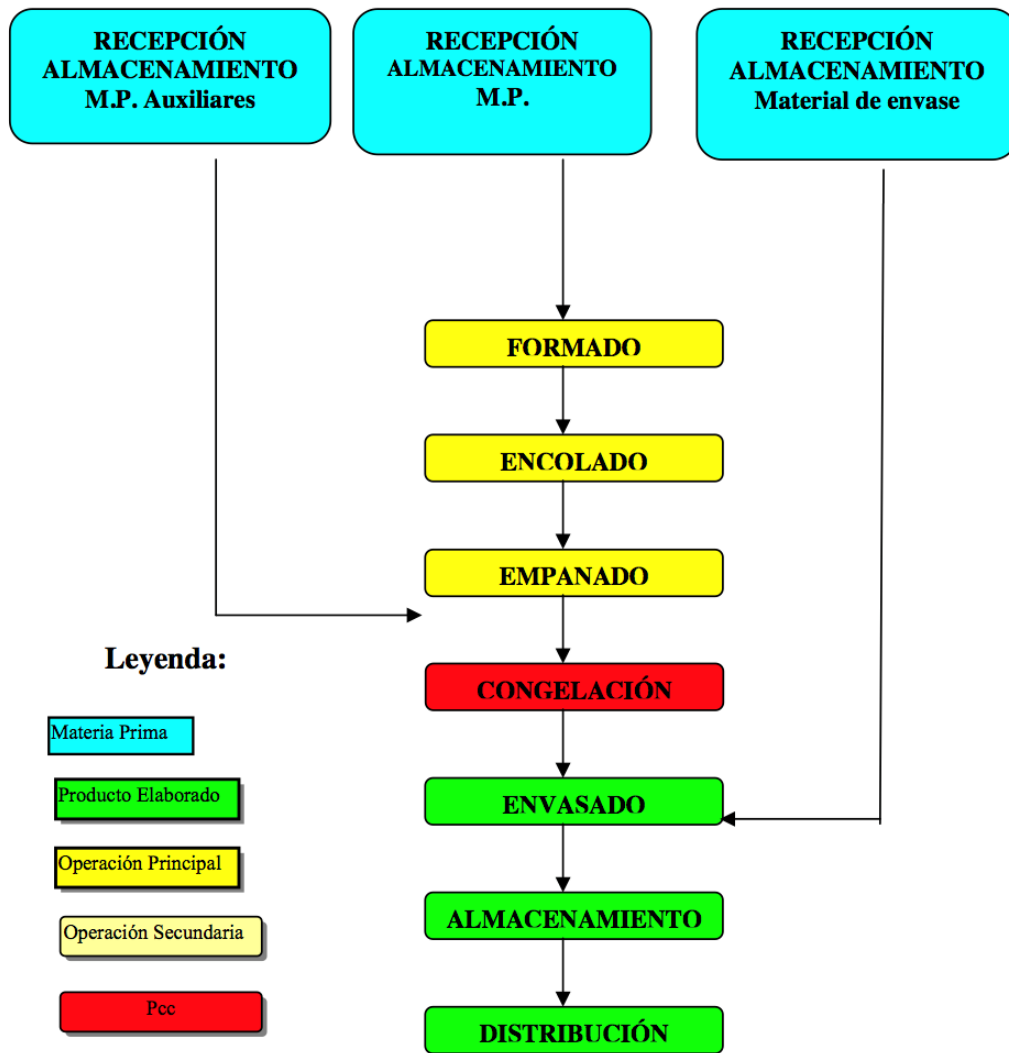 RECEPCIÓN
ALMACENAMIENTO
M.P. Auxiliares
RECEPCIÓN
ALMACENAMIENTO
M.P.
RECEPCIÓN
ALMACENAMIENTO
Material de envase
FORMADO
ENCOLADO
EMPANADO
CONGELACIÓN
ENVASADO
ALMACENAMIENTO
DISTRIBUCIÓN
Leyenda:
Materia Prima
Producto Elaborado
Operación Principal
Operación Secundaria
Pcc